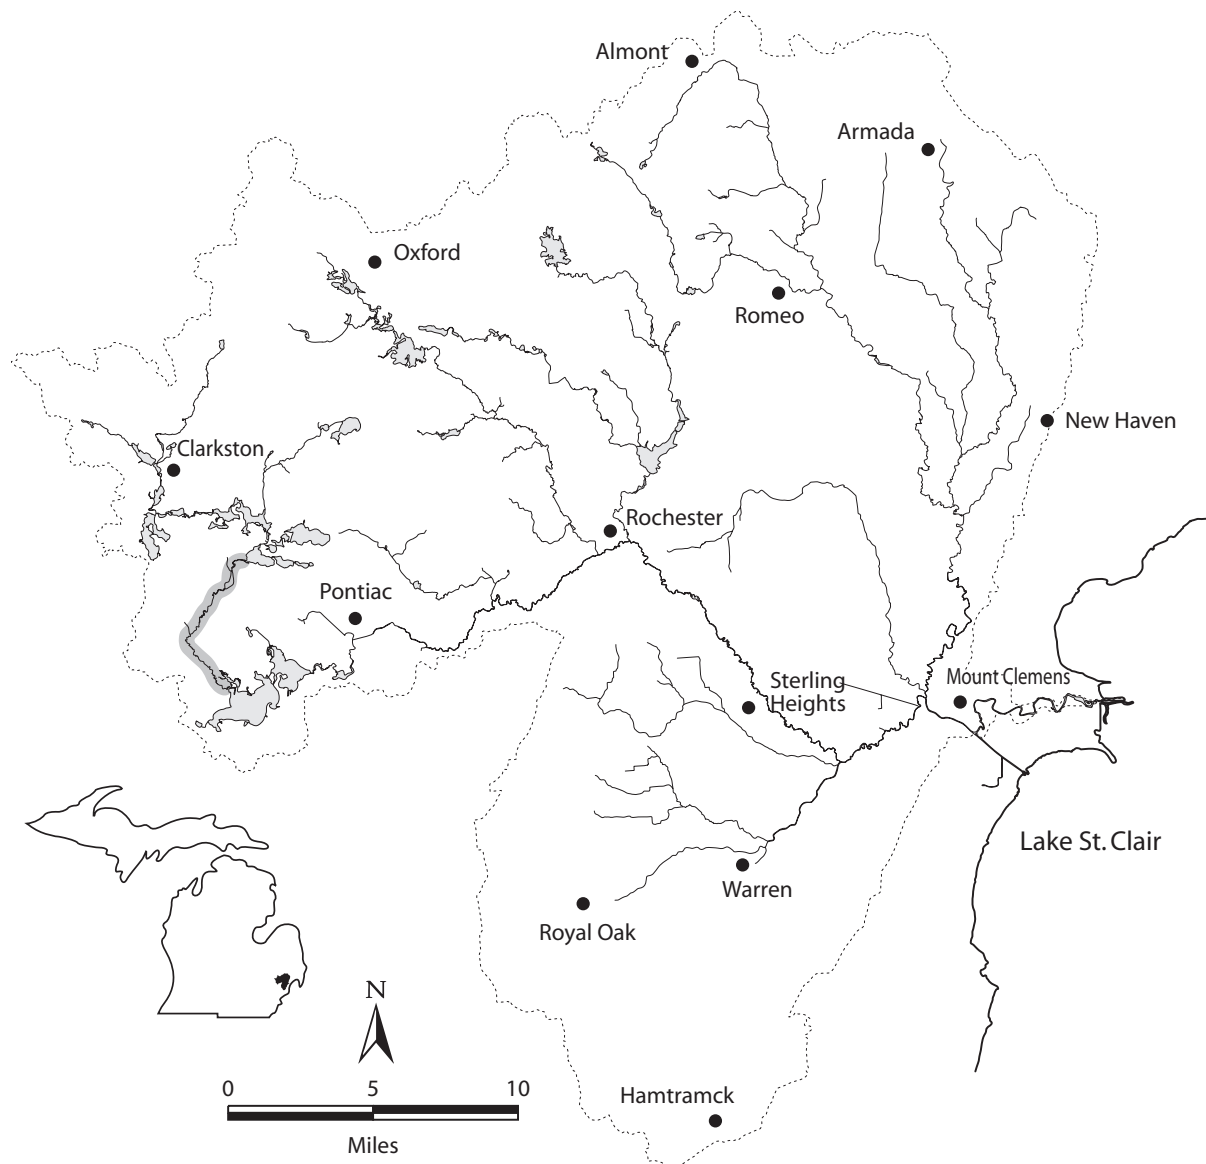 Almont
Armada
Oxford
Romeo
New Haven
Clarkston
Rochester
Pontiac
Mount Clemens
Sterling
Heights
Lake St. Clair
Warren
Royal Oak
N
0 5 10
Miles
Hamtramck